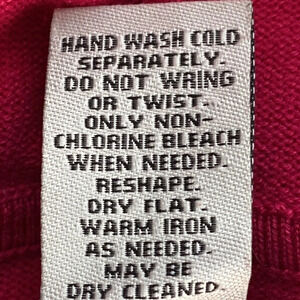 HAND WASH COLD
SEPARATELY.
DO NOT WRING
OR TWIST.
ONLY NON-
CHLORINE BLEACH
WHEN NEEDED.
RESHAPE.
DRY FLAT.
WARM IRON
AS NEEDED.
MAY BE
DRY CLEANED.